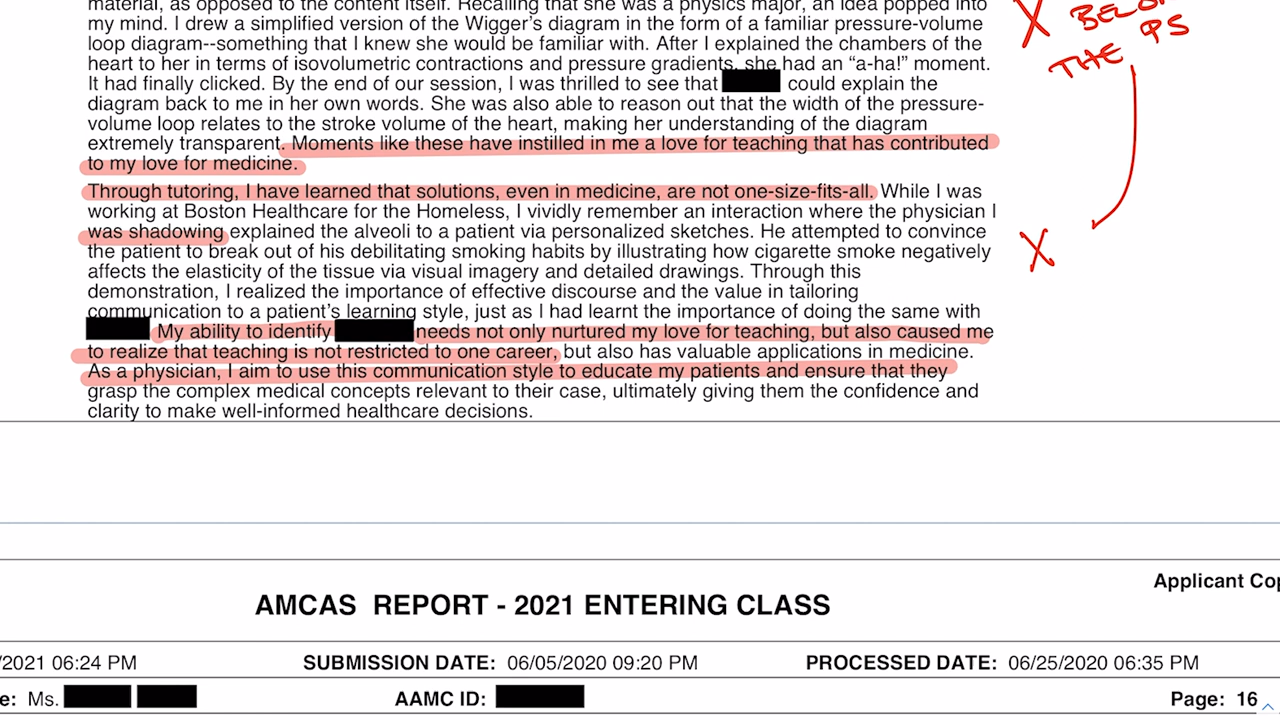 material, as opposed to the content itself. Recalling that she was a physics major, an idea popped into
my mind. I drew a simplified version of the Wigger's diagram in the form of a familiar pressure-volume
loop diagram--something that I knew she would be familiar with. After I explained the chambers of the
heart to her in terms of isovolumetric contractions and pressure gradients, she had an “a-ha!” moment.
It had finally clicked. By the end of our session, I was thrilled to see that could explain the
diagram back to me in her own words. She was also able to reason out that the width of the pressure-
volume loop relates to the stroke volume of the heart, making her understanding of the diagram
extremely transparent. Moments like these have instilled in me a love for teaching that has contributed
to my love for medicine.
Through tutoring, I have learned that solutions, even in medicine, are not one-size-fits-all. While I was
working at Boston Healthcare for the Homeless, I vividly remember an interaction where the physician I
was shadowing explained the alveoli to a patient via personalized sketches. He attempted to convince
the patient to break out of his debilitating smoking habits by illustrating how cigarette smoke negatively
affects the elasticity of the tissue via visual imagery and detailed drawings. Through this
demonstration, I realized the importance of effective discourse and the value in tailoring
communication to a patient's learning style, just as I had learnt the importance of doing the same with
My ability to identify needs not only nurtured my love for teaching, but also caused me
to realize that teaching is not restricted to one career, but also has valuable applications in medicine.
As a physician, I aim to use this communication style to educate my patients and ensure that they
grasp the complex medical concepts relevant to their case, ultimately giving them the confidence and
clarity to make well-informed healthcare decisions.
X
THE PS
X
Applicant Cop
AMCAS REPORT - 2021 ENTERING CLASS
/2021 06:24 PM SUBMISSION DATE: 06/05/2020 09:20 PM PROCESSED DATE: 06/25/2020 06:35 PM
e: Ms. AAMC ID: Page: 16